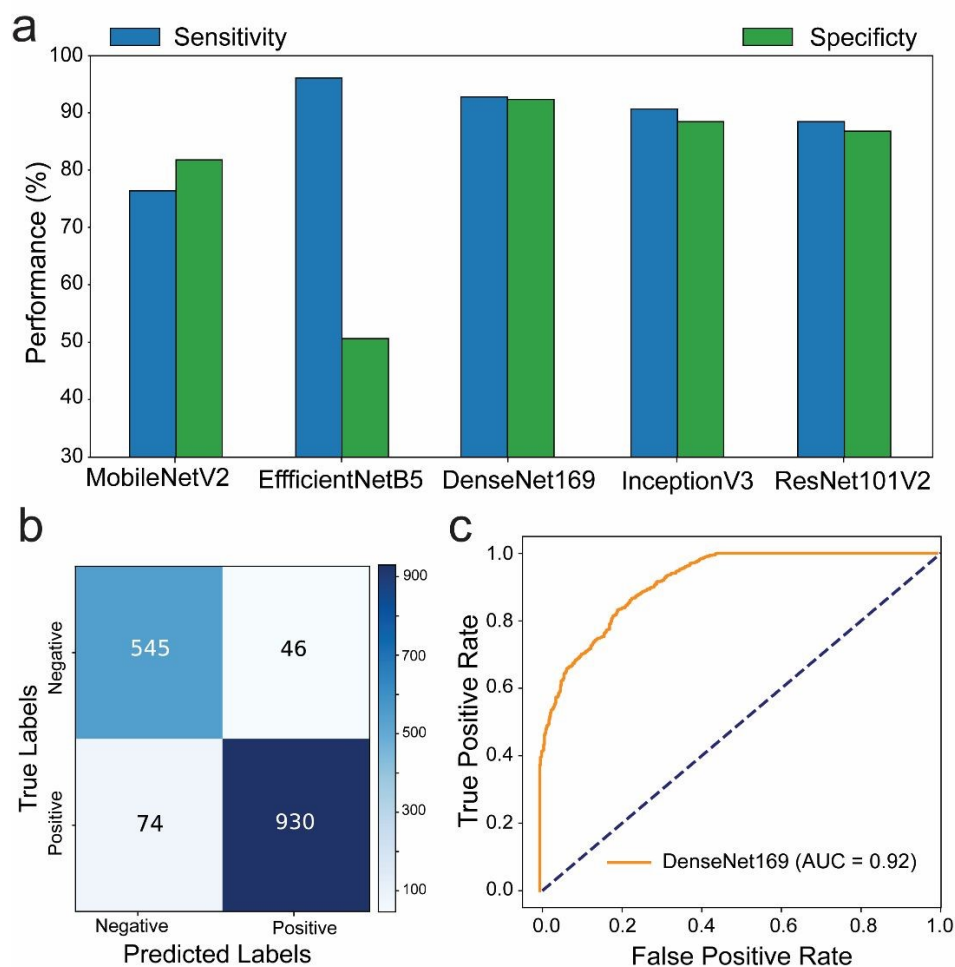 a
Sensitivity
Specificty
Performance (%)
100
90
80
70
60
50
40
30
MobileNetV2
EffficientNetB5
DenseNet169
InceptionV3
ResNet101V2
b
True Labels
Negative
Positive
545
46
74
930
Negative
Positive
Predicted Labels
900
700
500
300
100
c
True Positive Rate
1.0
0.8
0.6
0.4
0.2
0.0
DenseNet169 (AUC = 0.92)
0.0
0.2
0.4
0.6
0.8
1.0
False Positive Rate